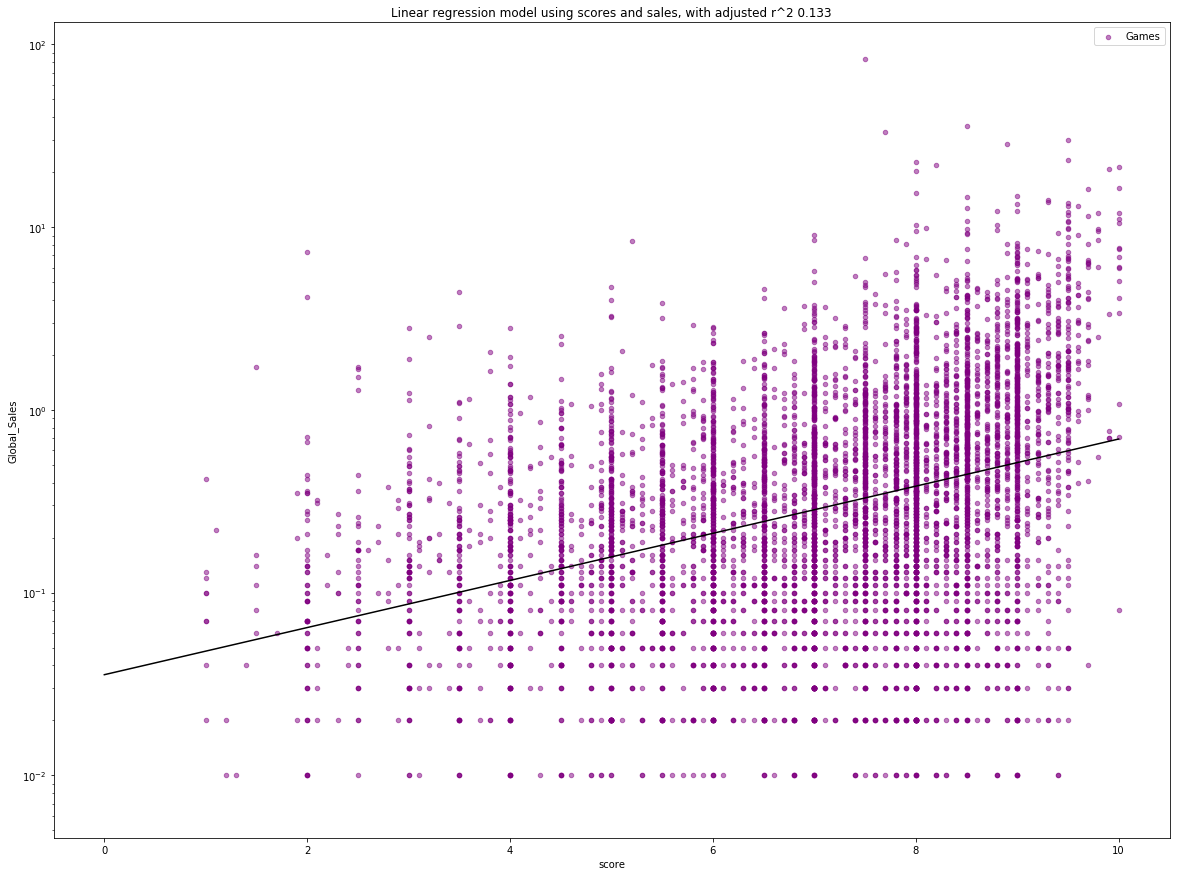 Linear regression model using scores and sales, with adjusted r^2 0.133
Games
10²
10¹
10⁰
10⁻¹
10⁻²
Global_Sales
0 2 4 6 8 10
score